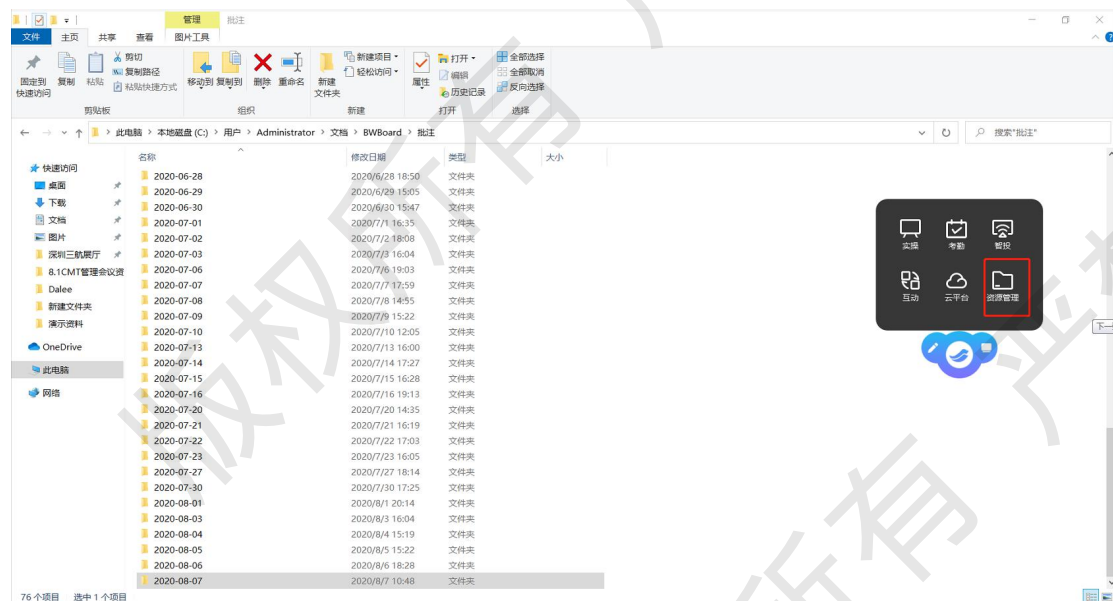 管理 批注
文件 主页 共享 查看 图片工具
固定到快速访问 复制 粘贴 剪切 复制路径 粘贴快捷方式 移动到 复制到 删除 重命名 新建文件夹 新建项目 轻松访问 属性 打开 编辑 历史记录 全部选择 全部取消 反向选择
剪贴板 组织 新建 打开 选择
此电脑 > 本地磁盘 (C:) > 用户 > Administrator > 文档 > BWBoard > 批注 搜索"批注"
名称 修改日期 类型 大小
快速访问
桌面
下载
文档
图片
深圳三航展厅
8.1CMT管理会议资
Dalee
新建文件夹
演示资料
OneDrive
此电脑
网络
2020-06-28 2020/6/28 18:50 文件夹
2020-06-29 2020/6/29 15:05 文件夹
2020-06-30 2020/6/30 15:47 文件夹
2020-07-01 2020/7/1 16:35 文件夹
2020-07-02 2020/7/2 18:08 文件夹
2020-07-03 2020/7/3 16:04 文件夹
2020-07-06 2020/7/6 19:03 文件夹
2020-07-07 2020/7/7 17:59 文件夹
2020-07-08 2020/7/8 14:55 文件夹
2020-07-09 2020/7/9 15:22 文件夹
2020-07-10 2020/7/10 12:05 文件夹
2020-07-13 2020/7/13 16:00 文件夹
2020-07-14 2020/7/14 17:27 文件夹
2020-07-15 2020/7/15 16:28 文件夹
2020-07-16 2020/7/16 19:13 文件夹
2020-07-20 2020/7/20 14:35 文件夹
2020-07-21 2020/7/21 16:19 文件夹
2020-07-22 2020/7/22 17:03 文件夹
2020-07-23 2020/7/23 16:05 文件夹
2020-07-27 2020/7/27 18:14 文件夹
2020-07-30 2020/7/30 17:25 文件夹
2020-08-01 2020/8/1 20:14 文件夹
2020-08-03 2020/8/3 16:04 文件夹
2020-08-04 2020/8/4 15:19 文件夹
2020-08-05 2020/8/5 15:22 文件夹
2020-08-06 2020/8/6 18:28 文件夹
2020-08-07 2020/8/7 10:48 文件夹
实操 考勤 智投
互动 云平台 资源管理
下一
76 个项目 选中 1 个项目
版权所有 严
所有 严